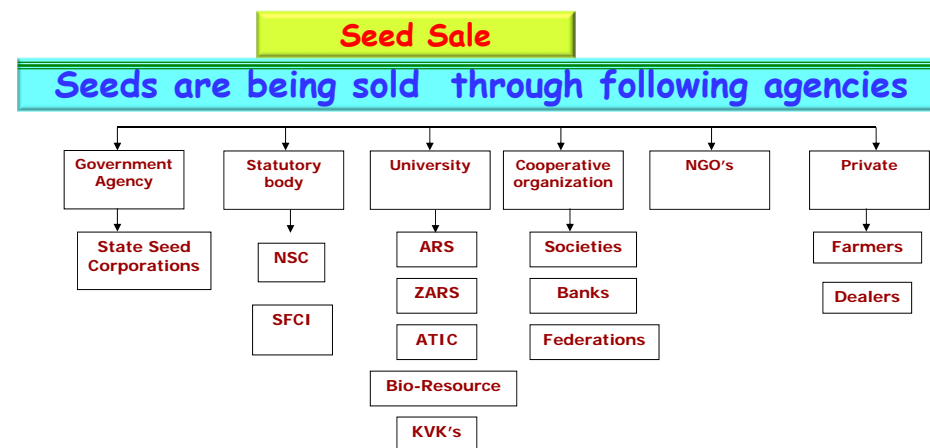 Seed Sale
Seeds are being sold through following agencies
Government
Agency
Statutory
body
University
Cooperative
organization
NGO's
Private
State Seed
Corporations
NSC
SFCI
ARS
ZARS
ATIC
Bio-Resource
KVK's
Societies
Banks
Federations
Farmers
Dealers